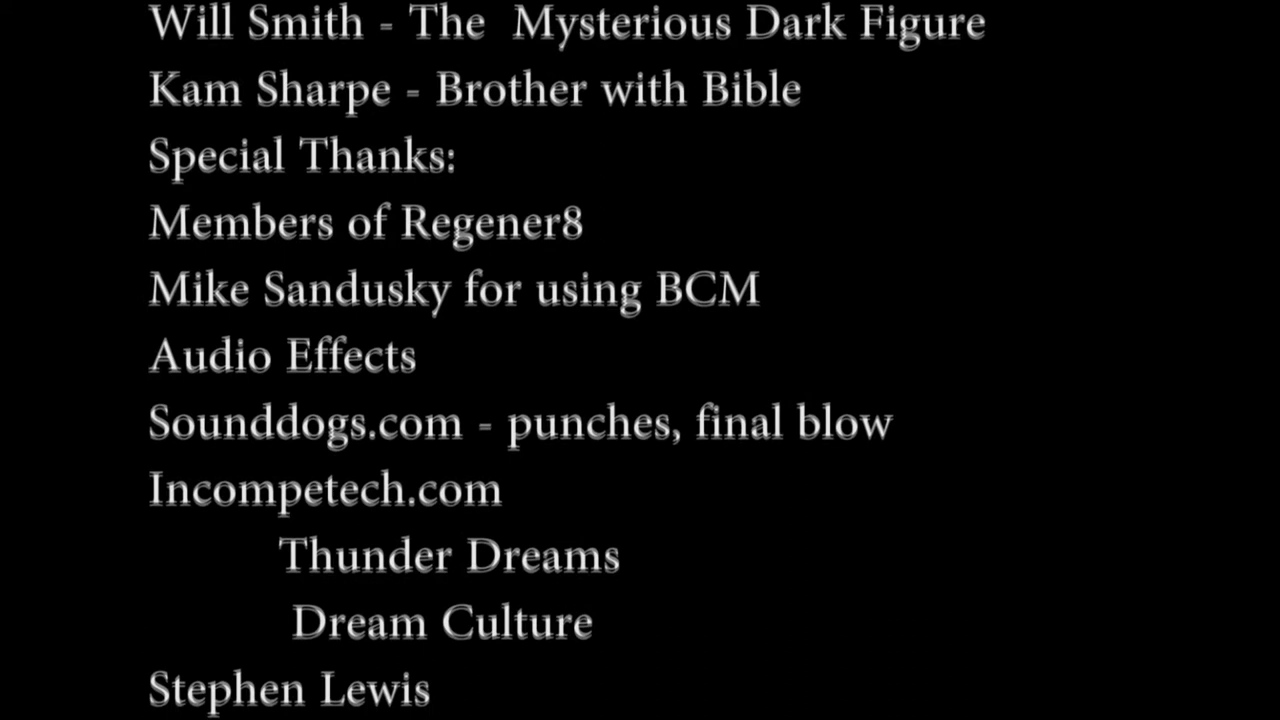 Will Smith - The  Mysterious Dark Figure
Kam Sharpe - Brother with Bible
Special Thanks:
Members of Regener8
Mike Sandusky for using BCM
Audio Effects
Sounddogs.com - punches, final blow
Incompetech.com
Thunder Dreams
Dream Culture
Stephen Lewis